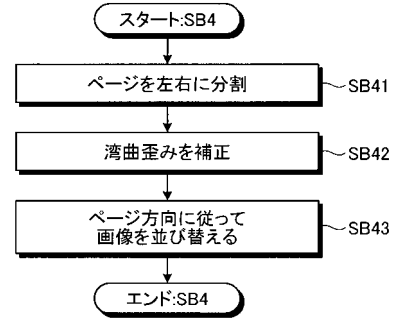 スタート:SB4
ページを左右に分割
SB41
湾曲歪みを補正
SB42
ページ方向に従って
画像を並び替える
SB43
エンド:SB4